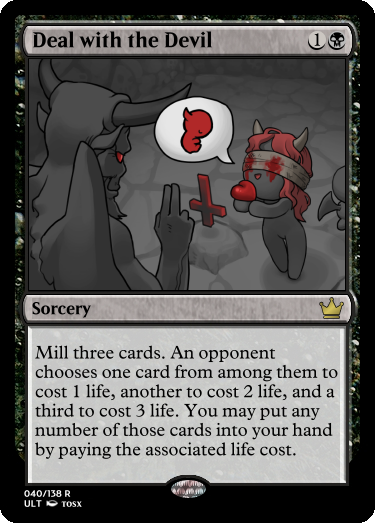 Deal with the Devil 1
Sorcery
Mill three cards. An opponent
chooses one card from among them to
cost 1 life, another to cost 2 life, and a
third to cost 3 life. You may put any
number of those cards into your hand
by paying the associated life cost.
040/138 R
ULT TOSX